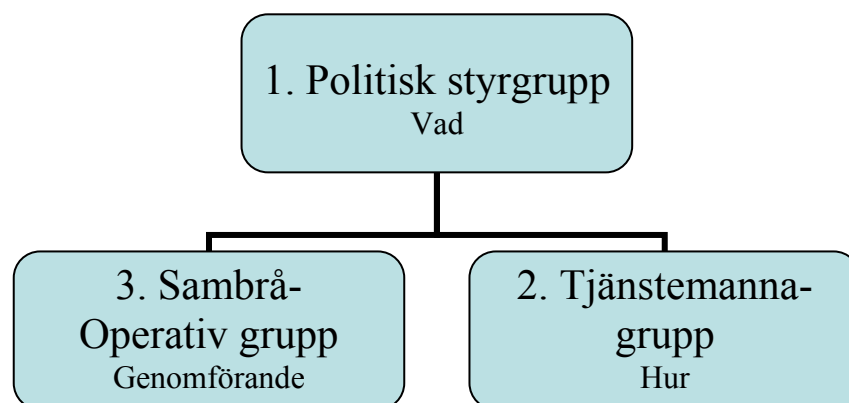 1. Politisk styrgrupp
Vad
3. Sambrå-
Operativ grupp
Genomförande
2. Tjänstemanna-
grupp
Hur